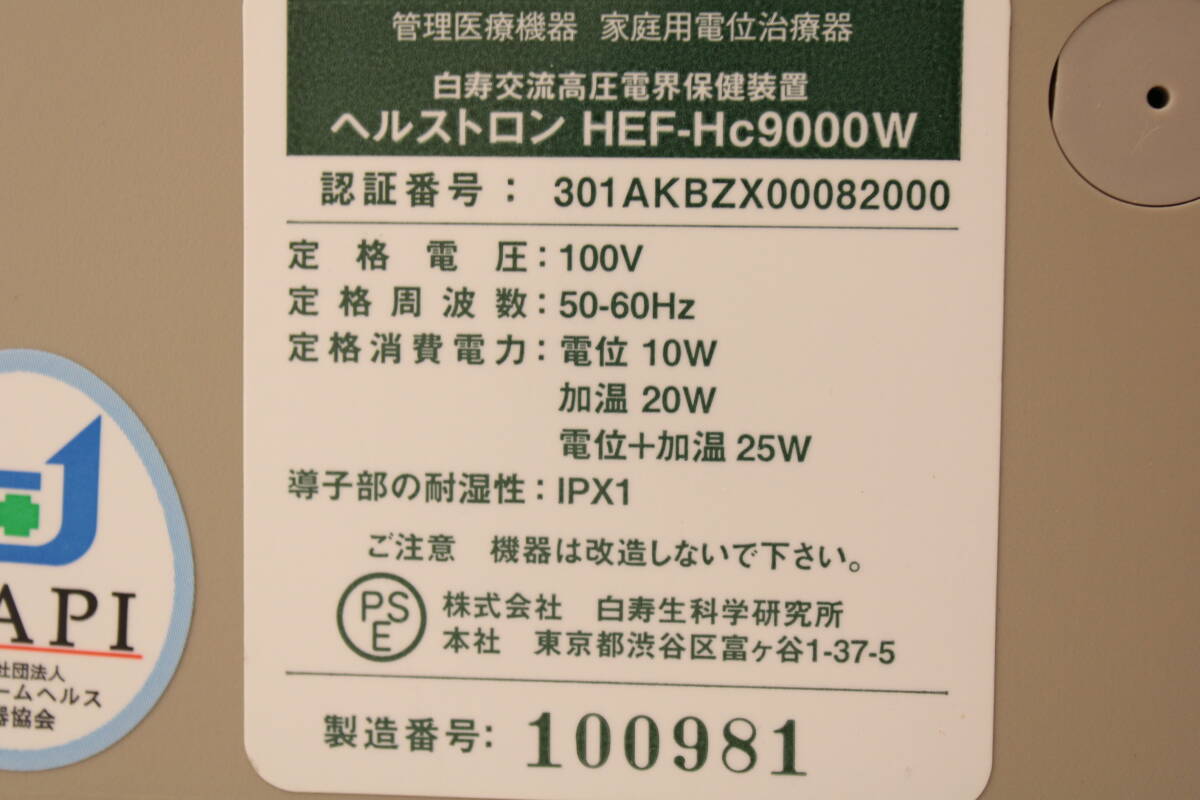 管理医療機器 家庭用電位治療器
白寿交流高圧電界保健装置
ヘルストロン HEF-Hc9000W
認証番号: 301AKBZX00082000
定格電圧:100V
定格周波数:50-60Hz
定格消費電力:電位 10W
加温 20W
電位+加温 25W
導子部の耐湿性:IPX1
ご注意 機器は改造しないで下さい。
PSE
株式会社 白寿生科学研究所
本社 東京都渋谷区富ヶ谷1-37-5
製造番号: 100981
API
社団法人
ームヘルス
器協会